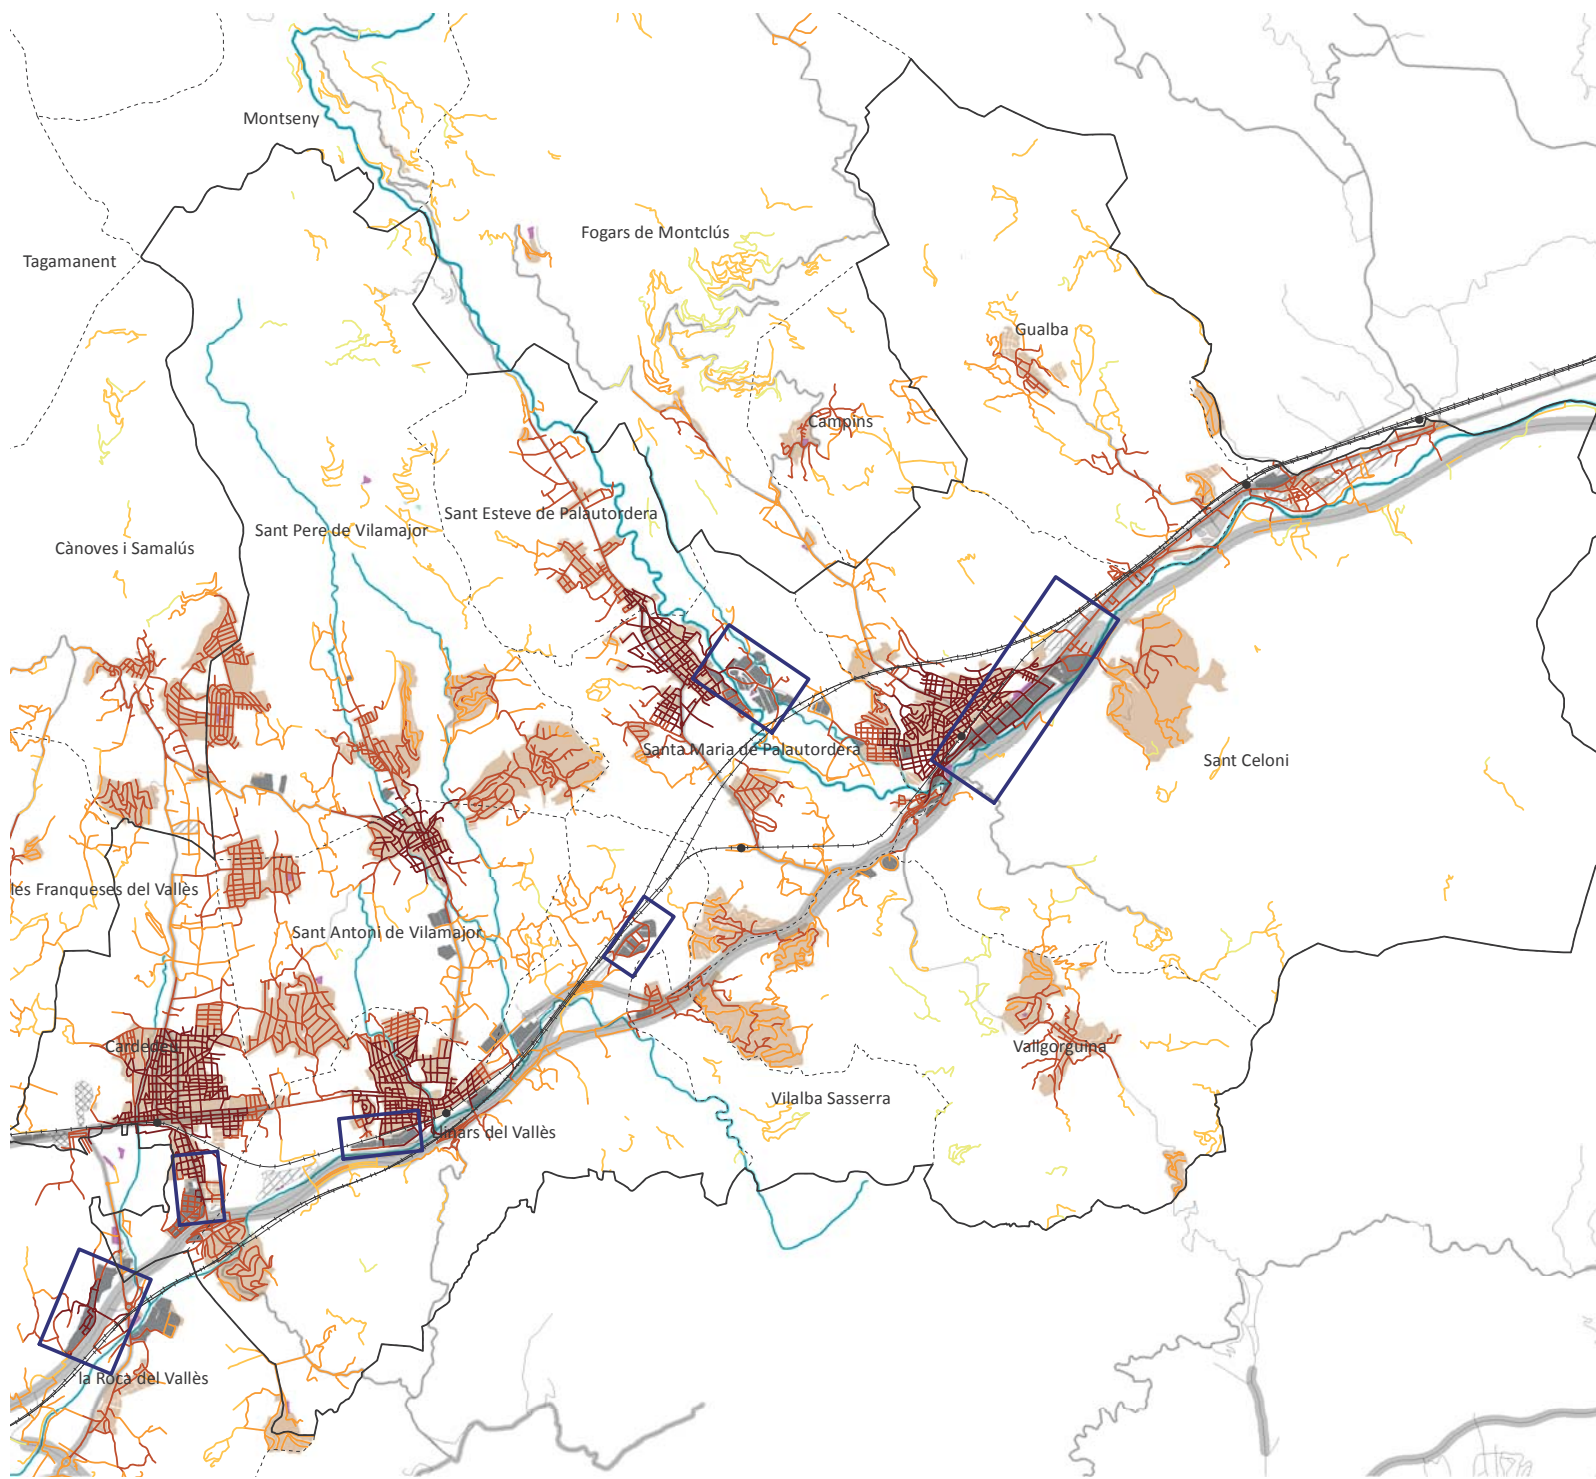 Montseny
Fogars de Montclús
Tagamanent
Gualba
Campins
Sant Esteve de Palautordera
Sant Pere de Vilamajor
Cànoves i Samalús
Santa Maria de Palautordera
Sant Celoni
les Franqueses del Vallès
Sant Antoni de Vilamajor
Cardedeu
Vallgorguina
Vilalba Sasserra
Llinars del Vallès
la Roca del Vallès